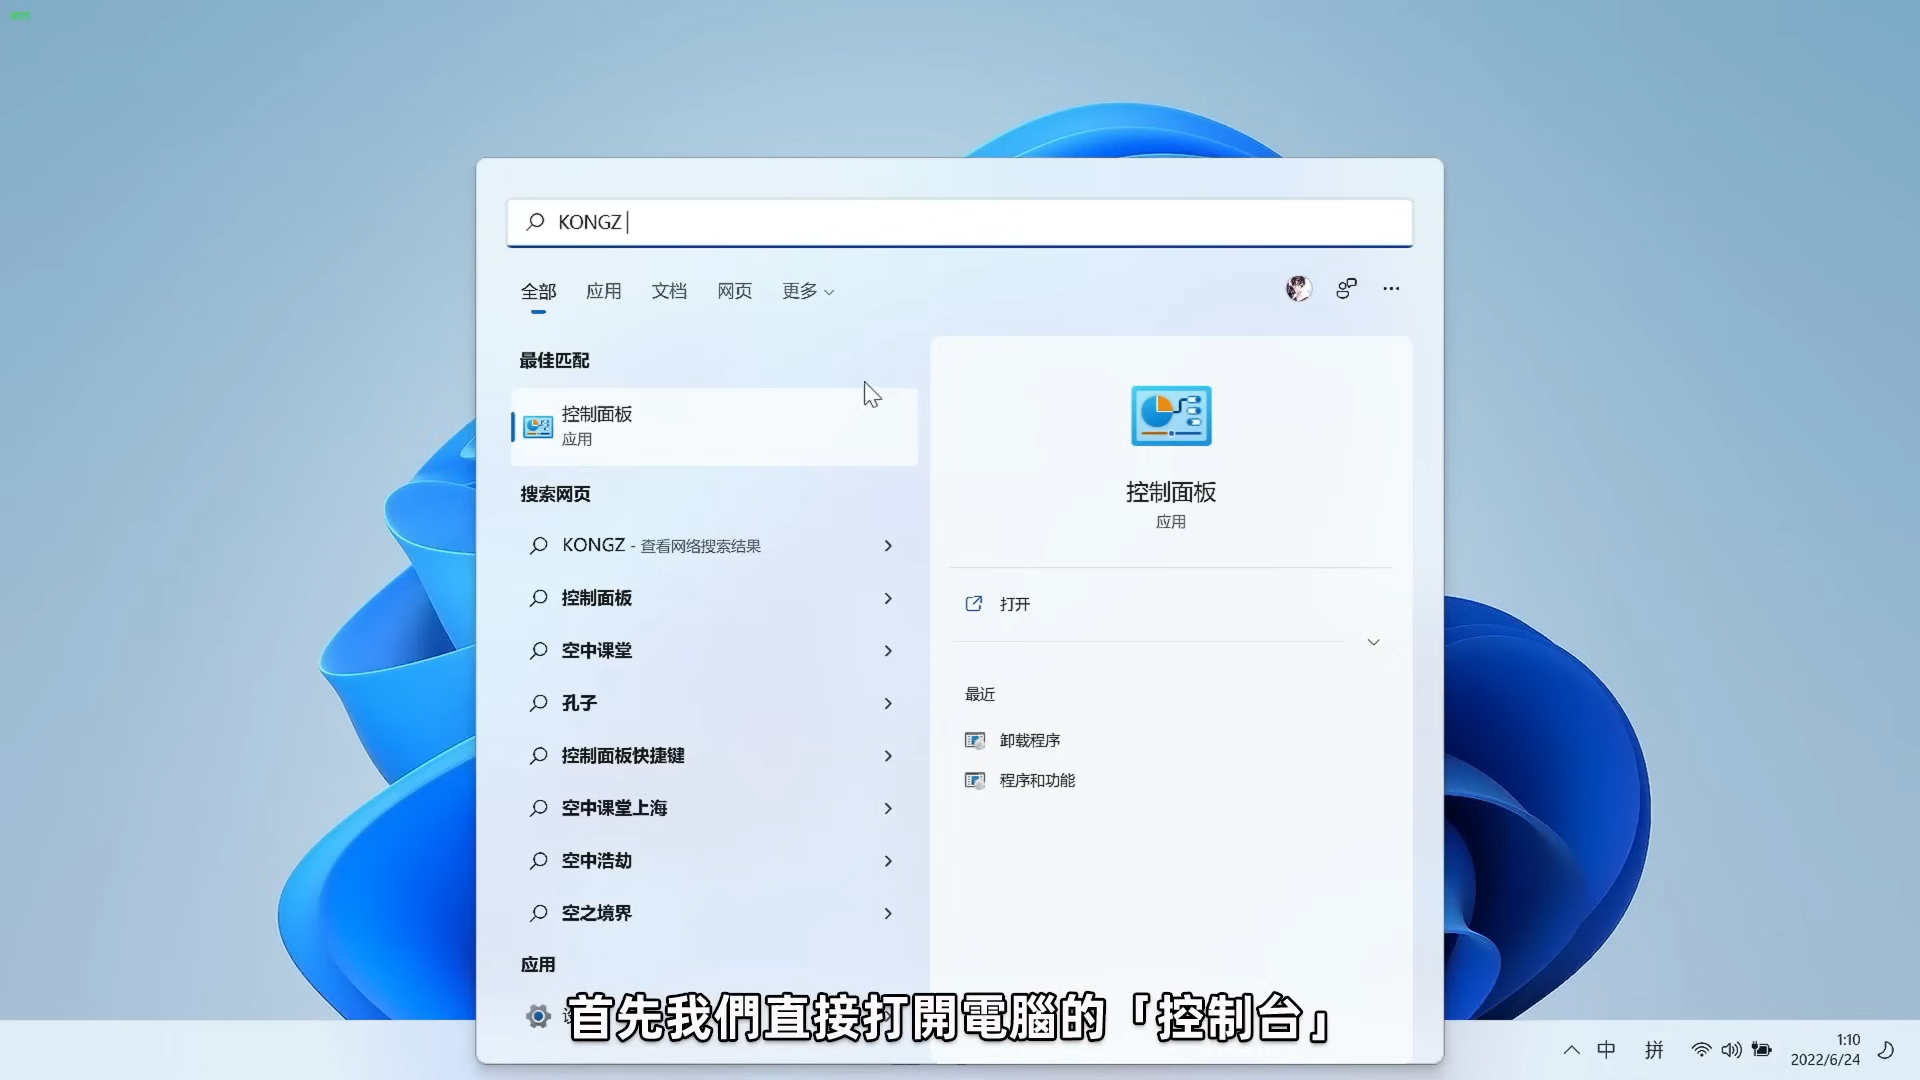 KONGZ
全部 应用 文档 网页 更多
最佳匹配
控制面板
应用
搜索网页
KONGZ - 查看网络搜索结果
控制面板
空中课堂
孔子
控制面板快捷键
空中课堂上海
空中浩劫
空之境界
应用
控制面板
应用
打开
最近
卸载程序
程序和功能
首先我們直接打開電腦的「控制台」
中 拼 1:10
2022/6/24